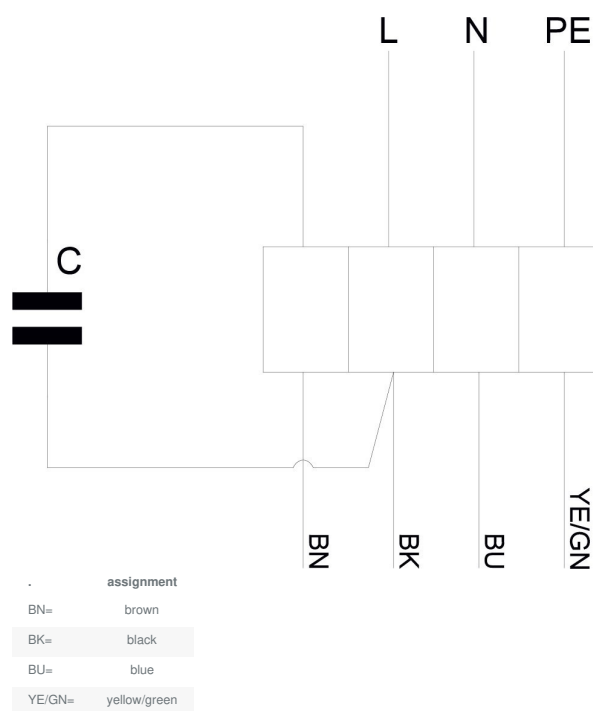 L N PE
C
BN BK BU YE/GN
. assignment
BN= brown
BK= black
BU= blue
YE/GN= yellow/green